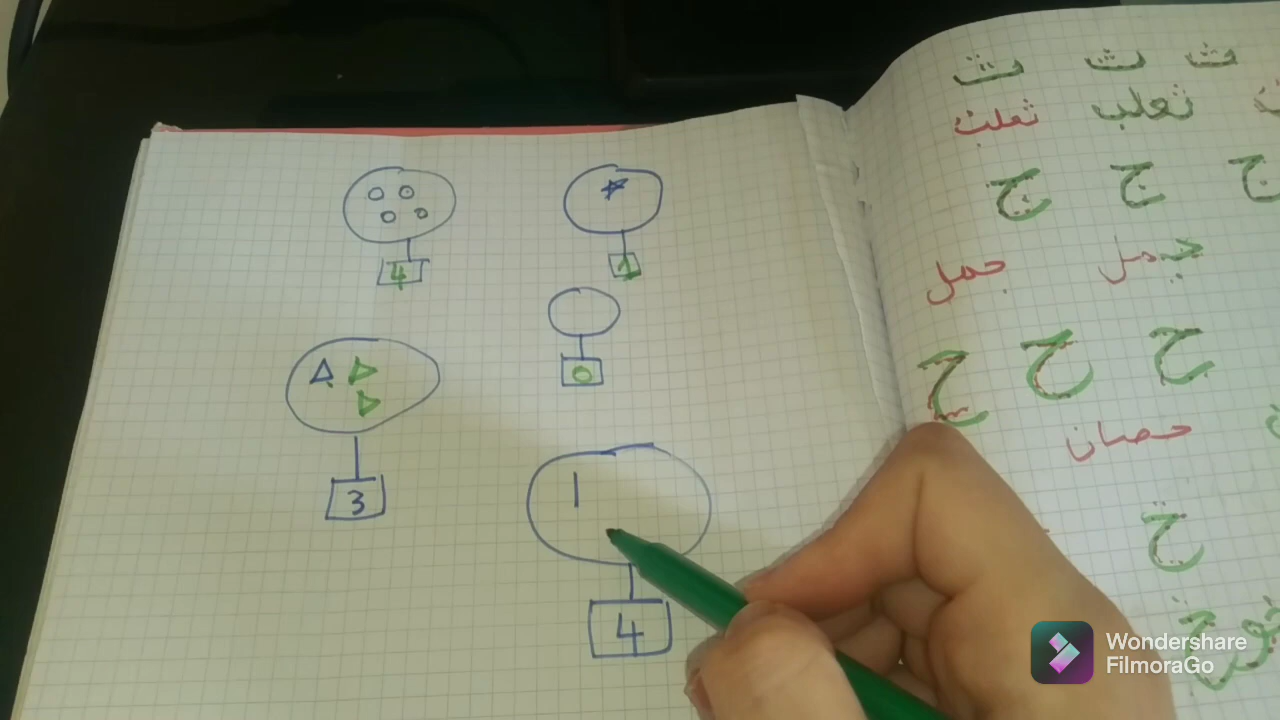 4
1
0
3
1
4
ث ث ث
ثعلب ثعلب
ج ج ج
جمل جمل
ح ح ح
حصان
خ
Wondershare
FilmoraGo